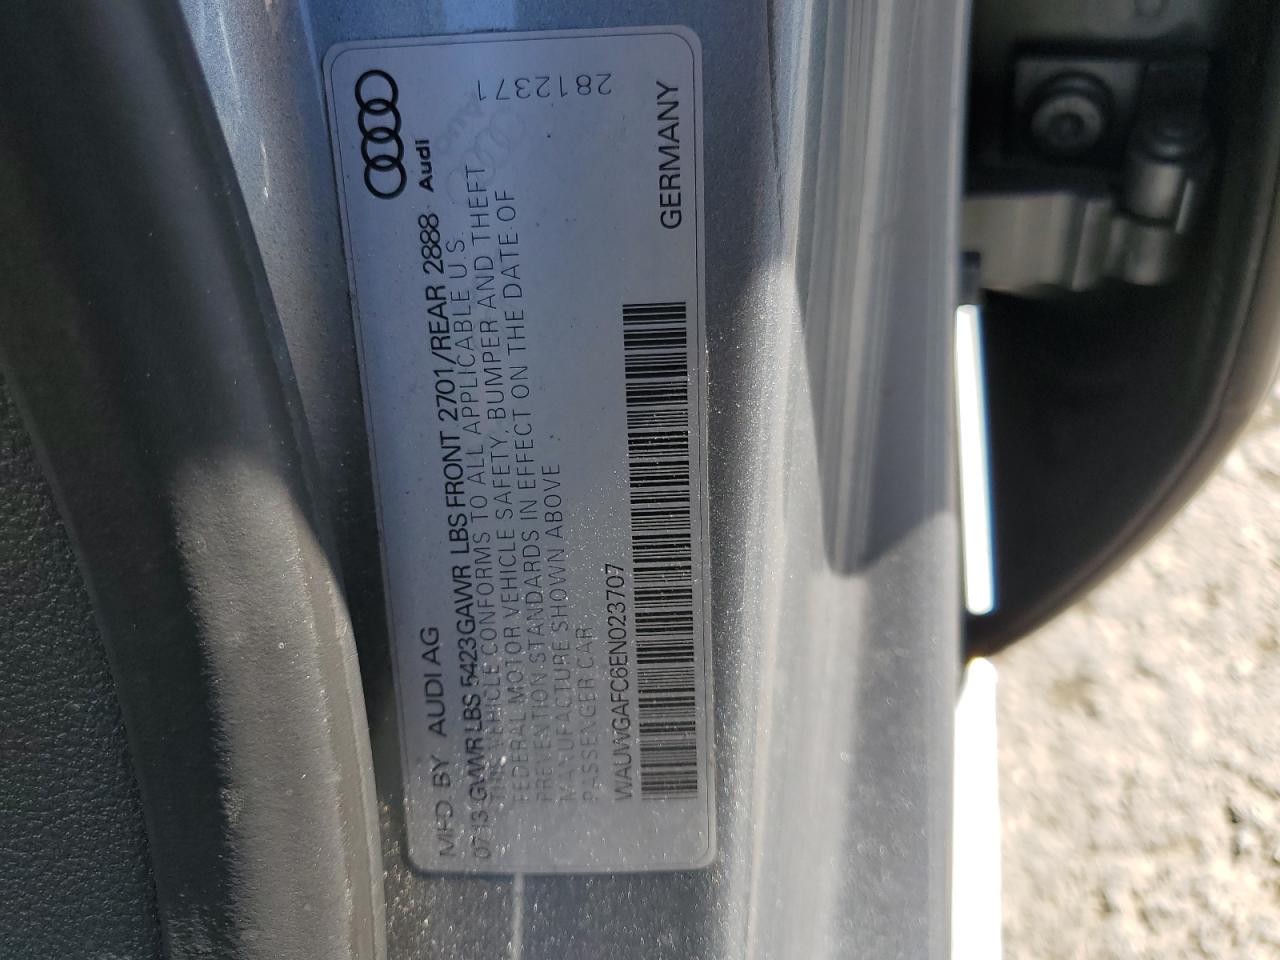 MFD BY AUDI AG
Audi
07/13 GVWR LBS 5423 GAWR LBS FRONT 2701/REAR 2888
THIS VEHICLE CONFORMS TO ALL APPLICABLE U.S.
FEDERAL MOTOR VEHICLE SAFETY, BUMPER AND THEFT
PREVENTION STANDARDS IN EFFECT ON THE DATE OF
MANUFACTURE SHOWN ABOVE
PASSENGER CAR
2812371
WAUWGAFC6EN023707
GERMANY